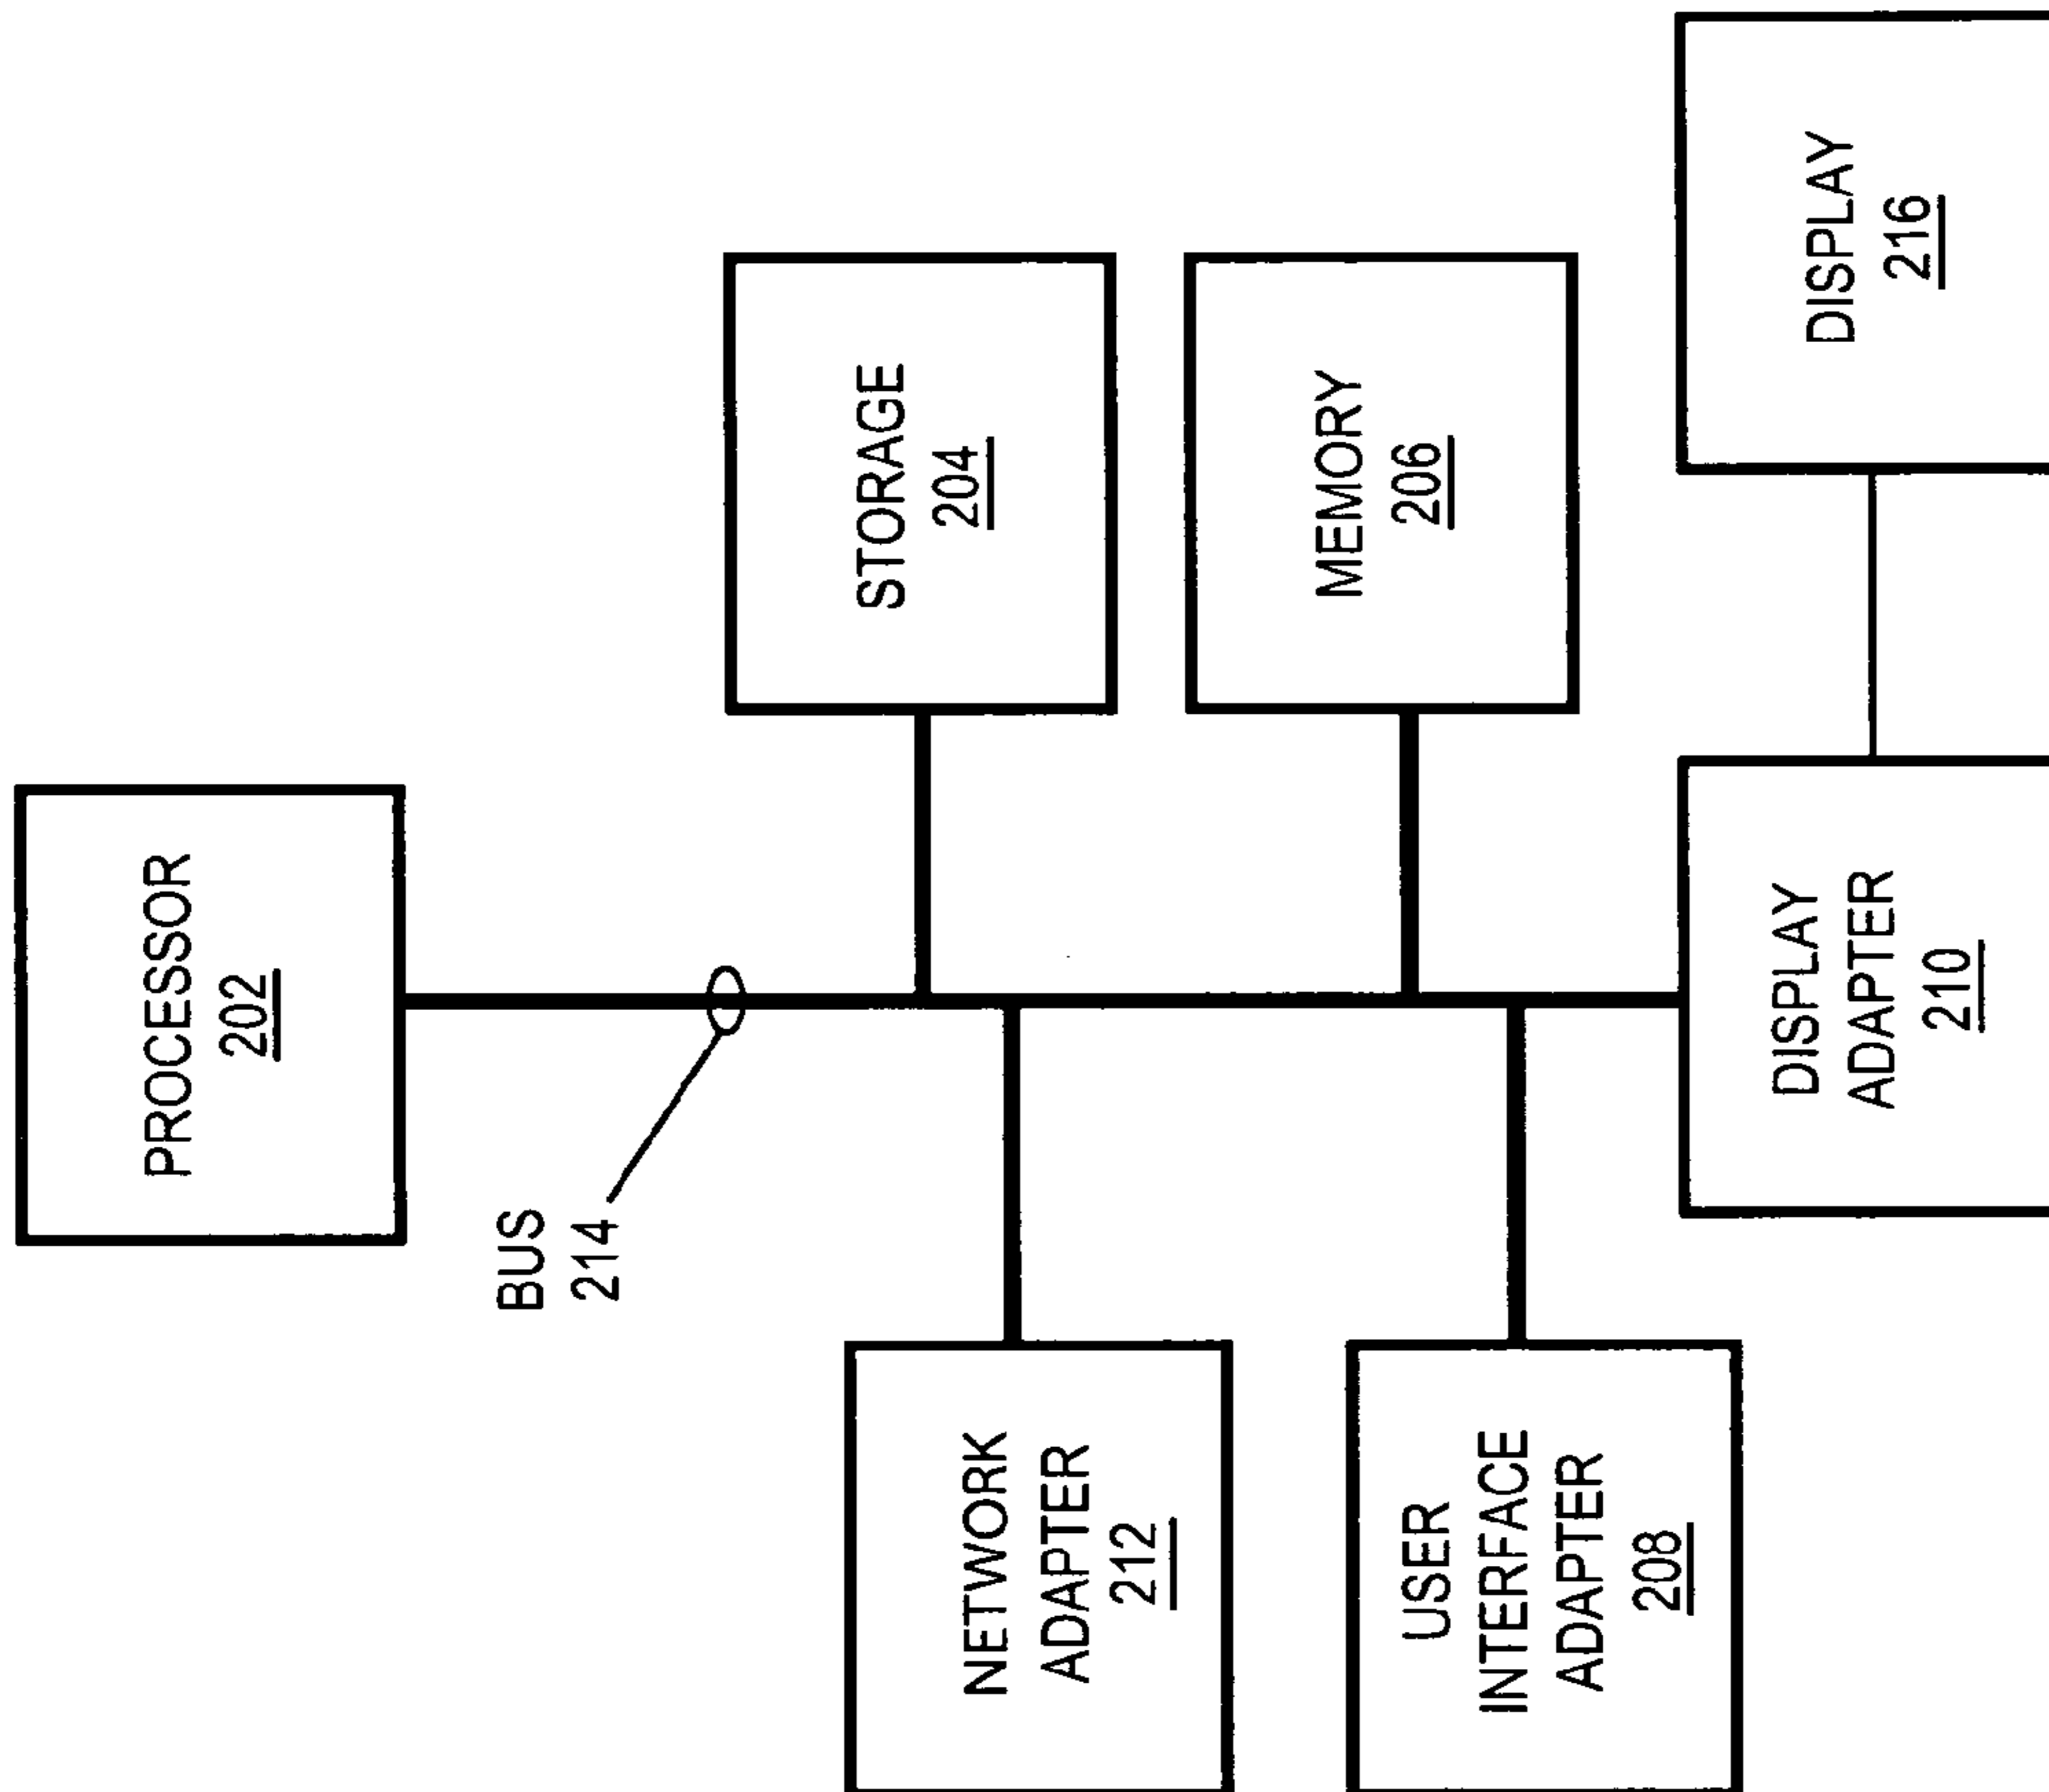 PROCESSOR
202
BUS
214
STORAGE
204
MEMORY
206
NETWORK
ADAPTER
212
USER
INTERFACE
ADAPTER
208
DISPLAY
ADAPTER
210
DISPLAY
216